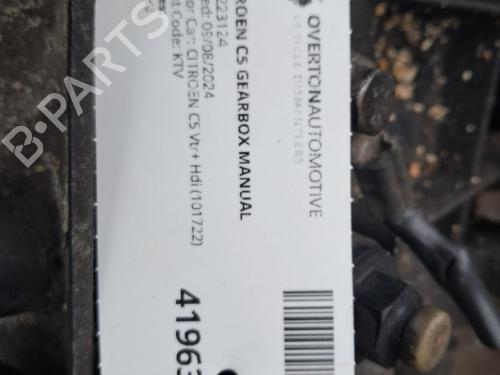 OVERTONAUTOMOTIVE
VEHICLE DISMANTLERS
ROEN C5 GEARBOX MANUAL
223124
ed: 09/08/2024
or Car: CITROEN C5 Vtr+ Hdi (101722)
t Code: KTV
4196
B-PARTS